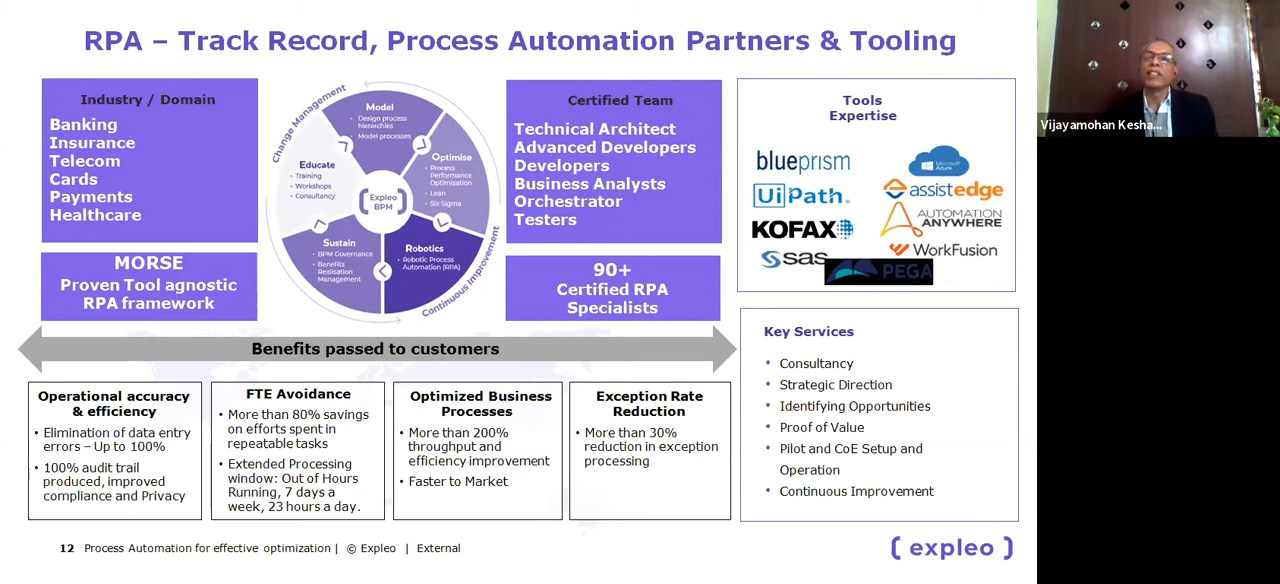 RPA – Track Record, Process Automation Partners & Tooling
Industry / Domain
Banking
Insurance
Telecom
Cards
Payments
Healthcare
MORSE
Proven Tool agnostic
RPA framework
Change Management
Continuous Improvement
Model
• Design process
hierarchies
• Model processes
Optimise
• Process
Performance
Optimisation
• Lean
• Six Sigma
Educate
• Training
• Workshops
• Consultancy
Expleo
BPM
Sustain
• BPM Governance
• Benefits
Realisation
Management
Robotics
• Robotic Process
Automation (RPA)
Certified Team
Technical Architect
Advanced Developers
Developers
Business Analysts
Orchestrator
Testers
90+
Certified RPA
Specialists
Tools
Expertise
blueprism
Microsoft
Azure
UiPath
assistedge
KOFAX
AUTOMATION
ANYWHERE
sas
WorkFusion
PEGA
Benefits passed to customers
Operational accuracy
& efficiency
• Elimination of data entry
errors – Up to 100%
• 100% audit trail
produced, improved
compliance and Privacy
FTE Avoidance
• More than 80% savings
on efforts spent in
repeatable tasks
• Extended Processing
window: Out of Hours
Running, 7 days a
week, 23 hours a day.
Optimized Business
Processes
• More than 200%
throughput and
efficiency improvement
• Faster to Market
Exception Rate
Reduction
• More than 30%
reduction in exception
processing
Key Services
• Consultancy
• Strategic Direction
• Identifying Opportunities
• Proof of Value
• Pilot and CoE Setup and
Operation
• Continuous Improvement
12 Process Automation for effective optimization | © Expleo | External
( expleo )
Vijayamohan Kesha...